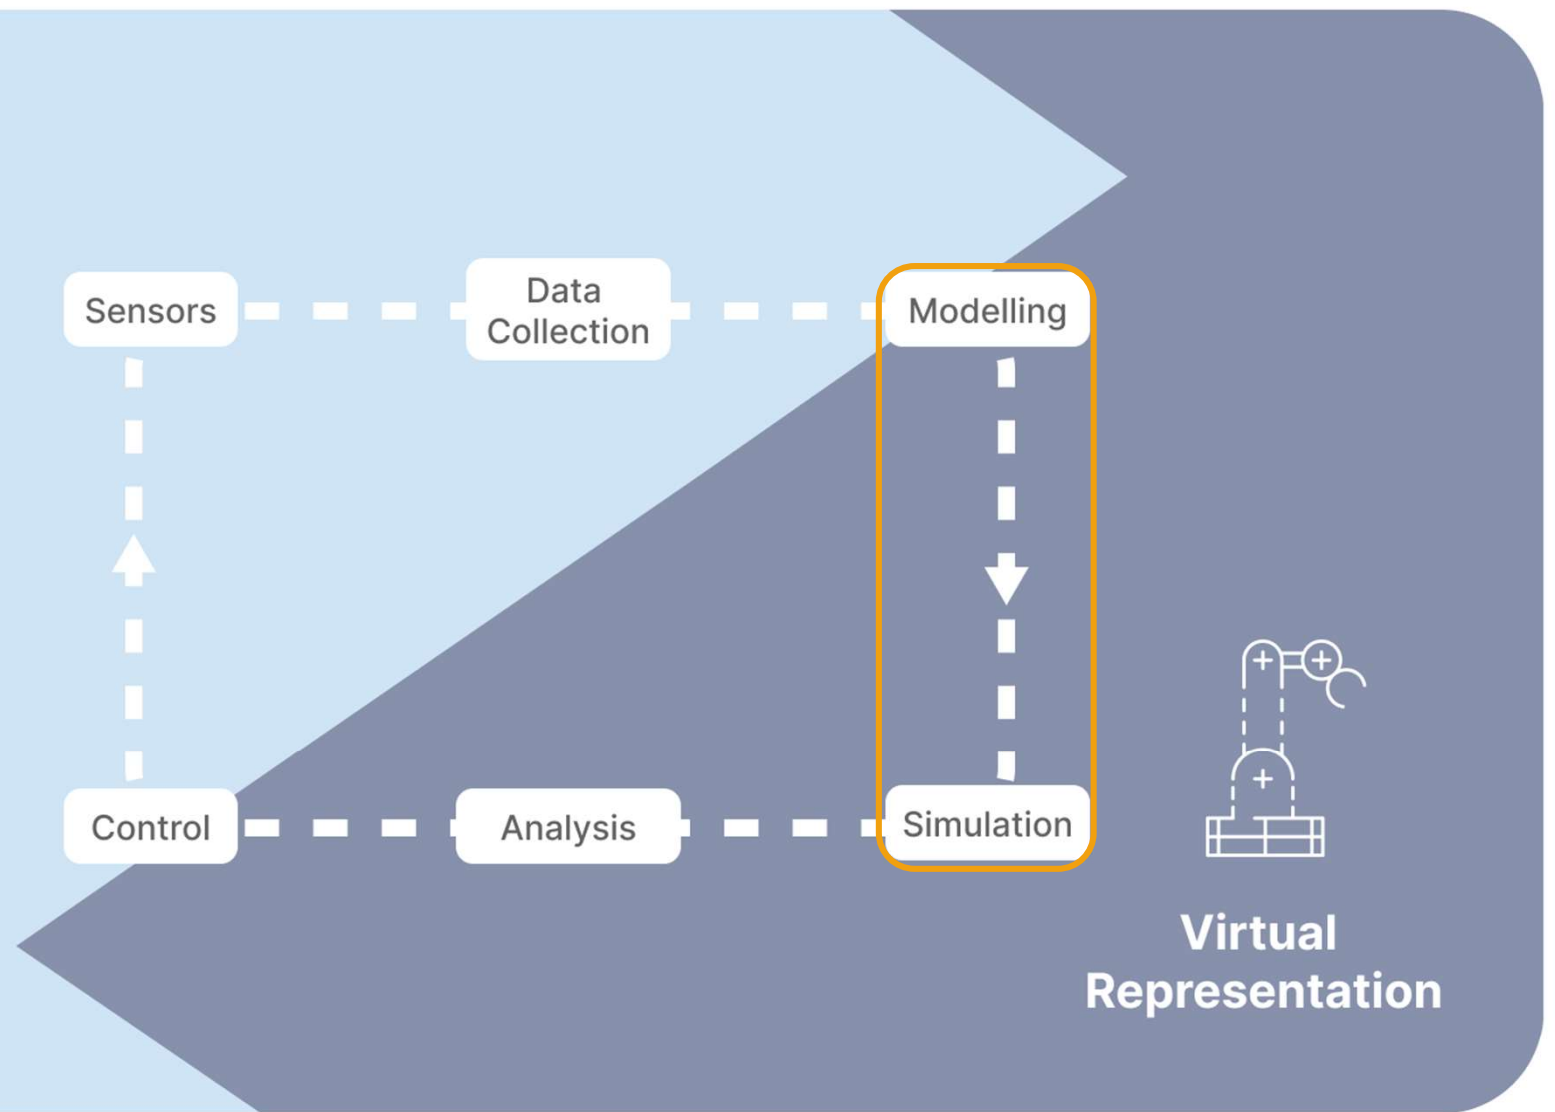 Sensors
Data
Collection
Modelling
Control
Analysis
Simulation
Virtual
Representation